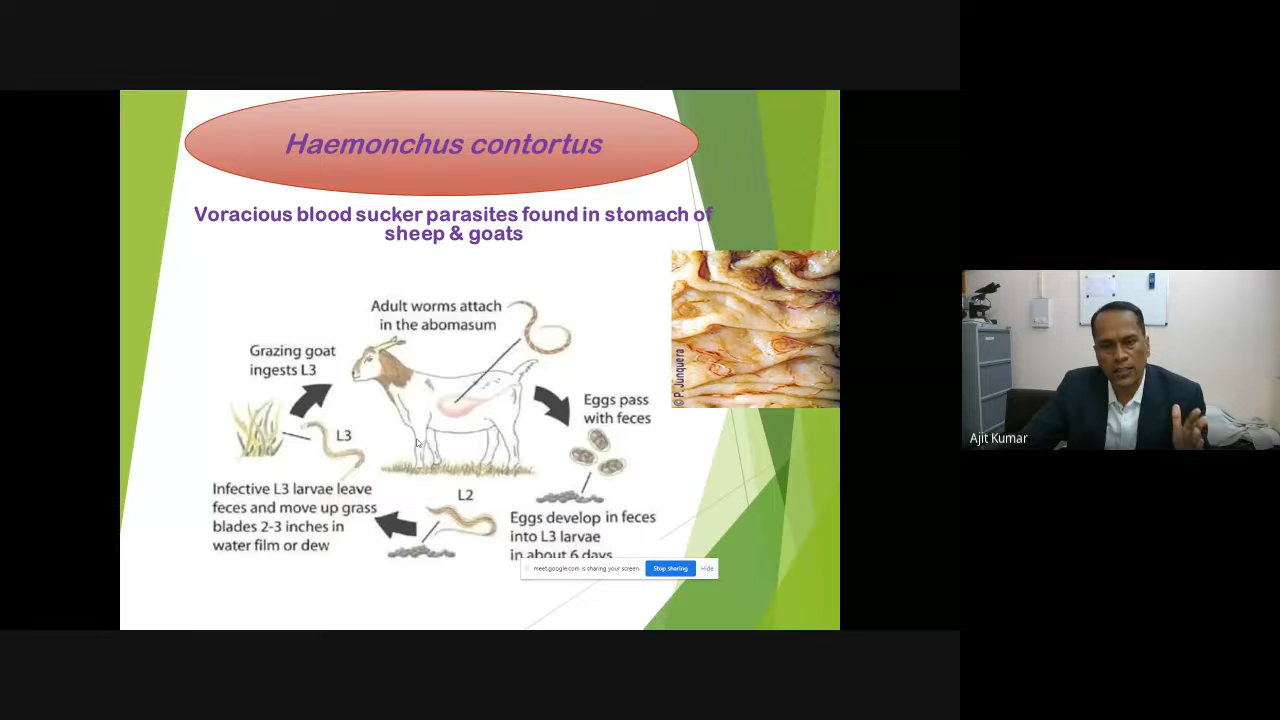 Haemonchus contortus
Voracious blood sucker parasites found in stomach of
sheep & goats
Adult worms attach
in the abomasum
Grazing goat
ingests L3
Eggs pass
with feces
L3
Infective L3 larvae leave
feces and move up grass
blades 2-3 inches in
water film or dew
L2
Eggs develop in feces
into L3 larvae
in about 6 days
© P. Junquera
meet.google.com is sharing your screen.
Stop sharing
Hide
Ajit Kumar